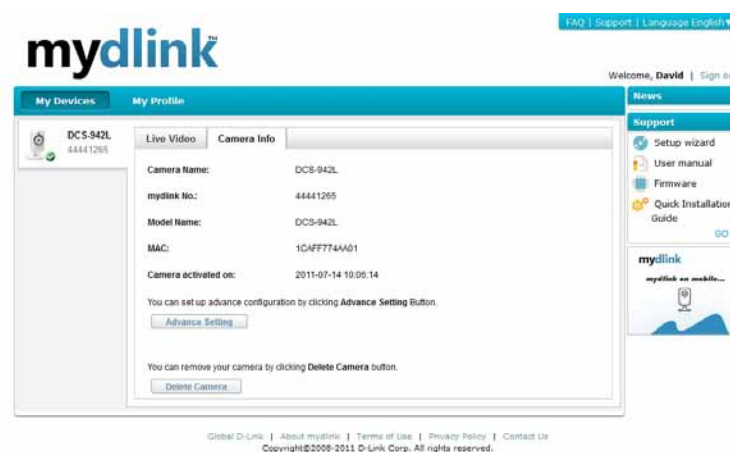 FAQ | Support | Language English
mydlink™
Welcome, David | Sign
My Devices
My Profile
DCS-942L
44441265
Live Video
Camera Info
Camera Name: DCS-942L
mydlink No.: 44441265
Model Name: DCS-942L
MAC: 1CAFF774AA01
Camera activated on: 2011-07-14 10:06:14
You can set up advance configuration by clicking Advance Setting Button.
Advance Setting
You can remove your camera by clicking Delete Camera button.
Delete Camera
News
Support
Setup wizard
User manual
Firmware
Quick Installation
Guide
GO
mydlink
mydlink on mobile...
Global D-Link | About mydlink | Terms of Use | Privacy Policy | Contact Us
Copyright©2008-2011 D-Link Corp. All rights reserved.